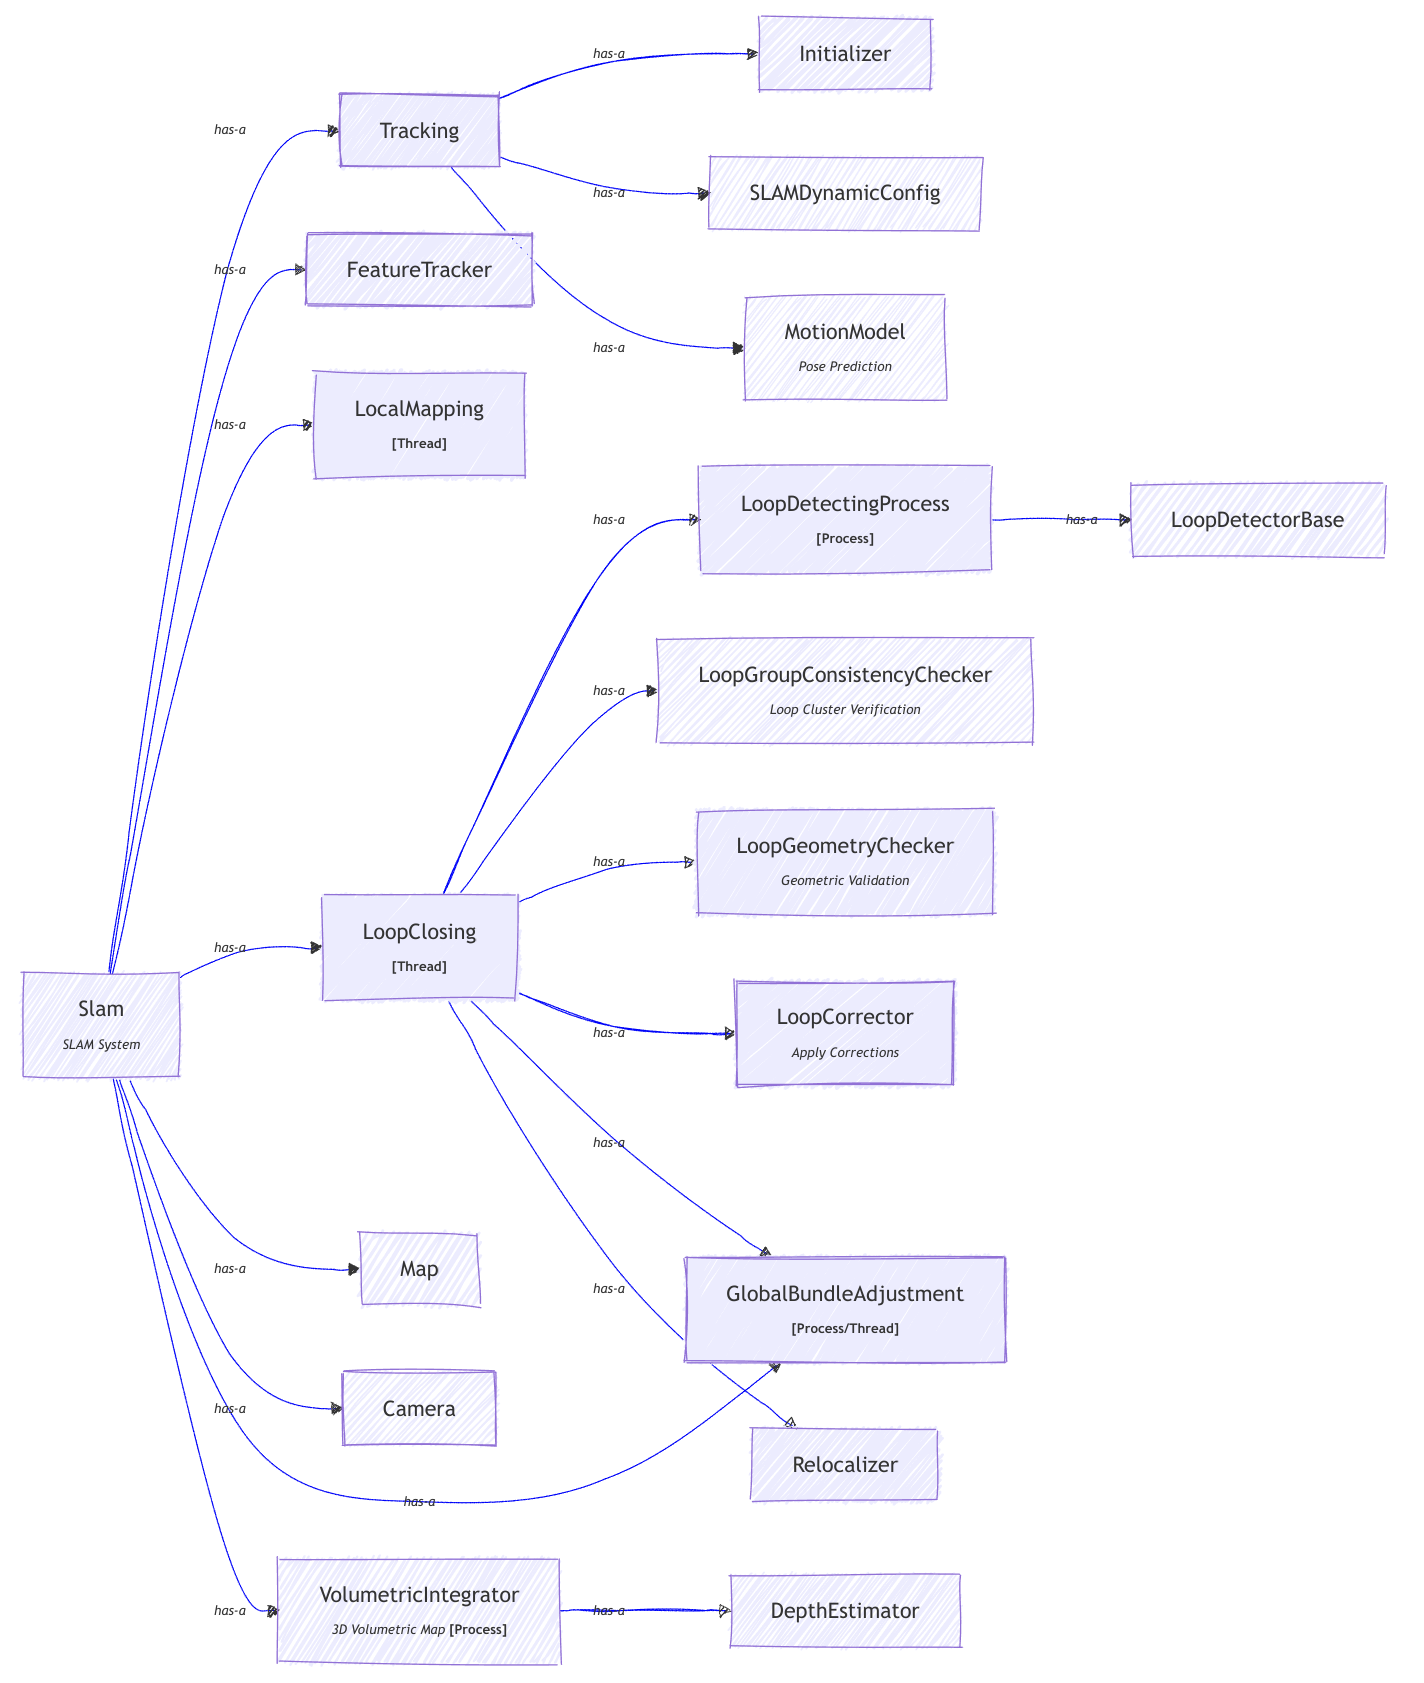 has-a
Initializer
has-a
Tracking
has-a
SLAMDynamicConfig
has-a
FeatureTracker
has-a
MotionModel
Pose Prediction
has-a
LocalMapping
[Thread]
has-a
LoopDetectingProcess
[Process]
has-a
LoopDetectorBase
has-a
LoopGroupConsistencyChecker
Loop Cluster Verification
has-a
LoopGeometryChecker
Geometric Validation
has-a
LoopClosing
[Thread]
Slam
SLAM System
has-a
LoopCorrector
Apply Corrections
has-a
has-a
Map
has-a
GlobalBundleAdjustment
[Process/Thread]
has-a
Camera
Relocalizer
has-a
has-a
VolumetricIntegrator
3D Volumetric Map [Process]
has-a
DepthEstimator